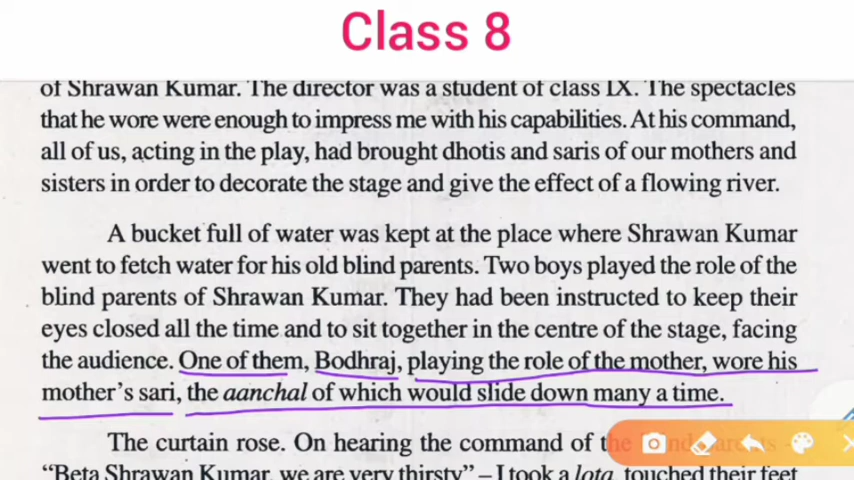 Class 8
of Shrawan Kumar. The director was a student of class IX. The spectacles
that he wore were enough to impress me with his capabilities. At his command,
all of us, acting in the play, had brought dhotis and saris of our mothers and
sisters in order to decorate the stage and give the effect of a flowing river.
A bucket full of water was kept at the place where Shrawan Kumar
went to fetch water for his old blind parents. Two boys played the role of the
blind parents of Shrawan Kumar. They had been instructed to keep their
eyes closed all the time and to sit together in the centre of the stage, facing
the audience. One of them, Bodhraj, playing the role of the mother, wore his
mother's sari, the aanchal of which would slide down many a time.
The curtain rose. On hearing the command of the blind parents -
"Beta Shrawan Kumar, we are very thirsty" – I took a lota, touched their feet